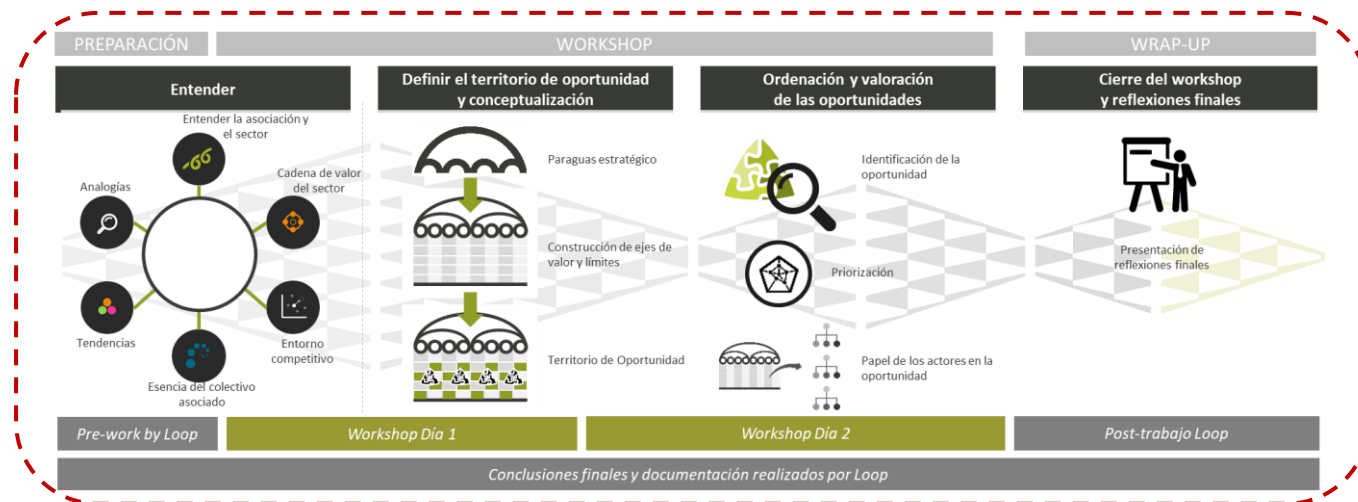 PREPARACIÓN
WORKSHOP
WRAP-UP
Entender
Definir el territorio de oportunidad
y conceptualización
Ordenación y valoración
de las oportunidades
Cierre del workshop
y reflexiones finales
Entender la asociación y
el sector
Cadena de valor
del sector
Analogías
Tendencias
Entorno
competitivo
Esencia del colectivo
asociado
Paraguas estratégico
Construcción de ejes de
valor y límites
Territorio de Oportunidad
Identificación de la
oportunidad
Priorización
Papel de los actores en la
oportunidad
Presentación de
reflexiones finales
Pre-work by Loop
Workshop Día 1
Workshop Día 2
Post-trabajo Loop
Conclusiones finales y documentación realizados por Loop